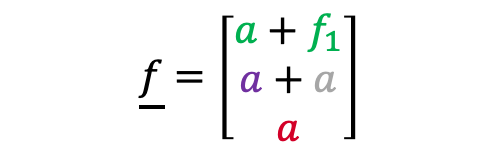 a + f₁
f = a + a
a